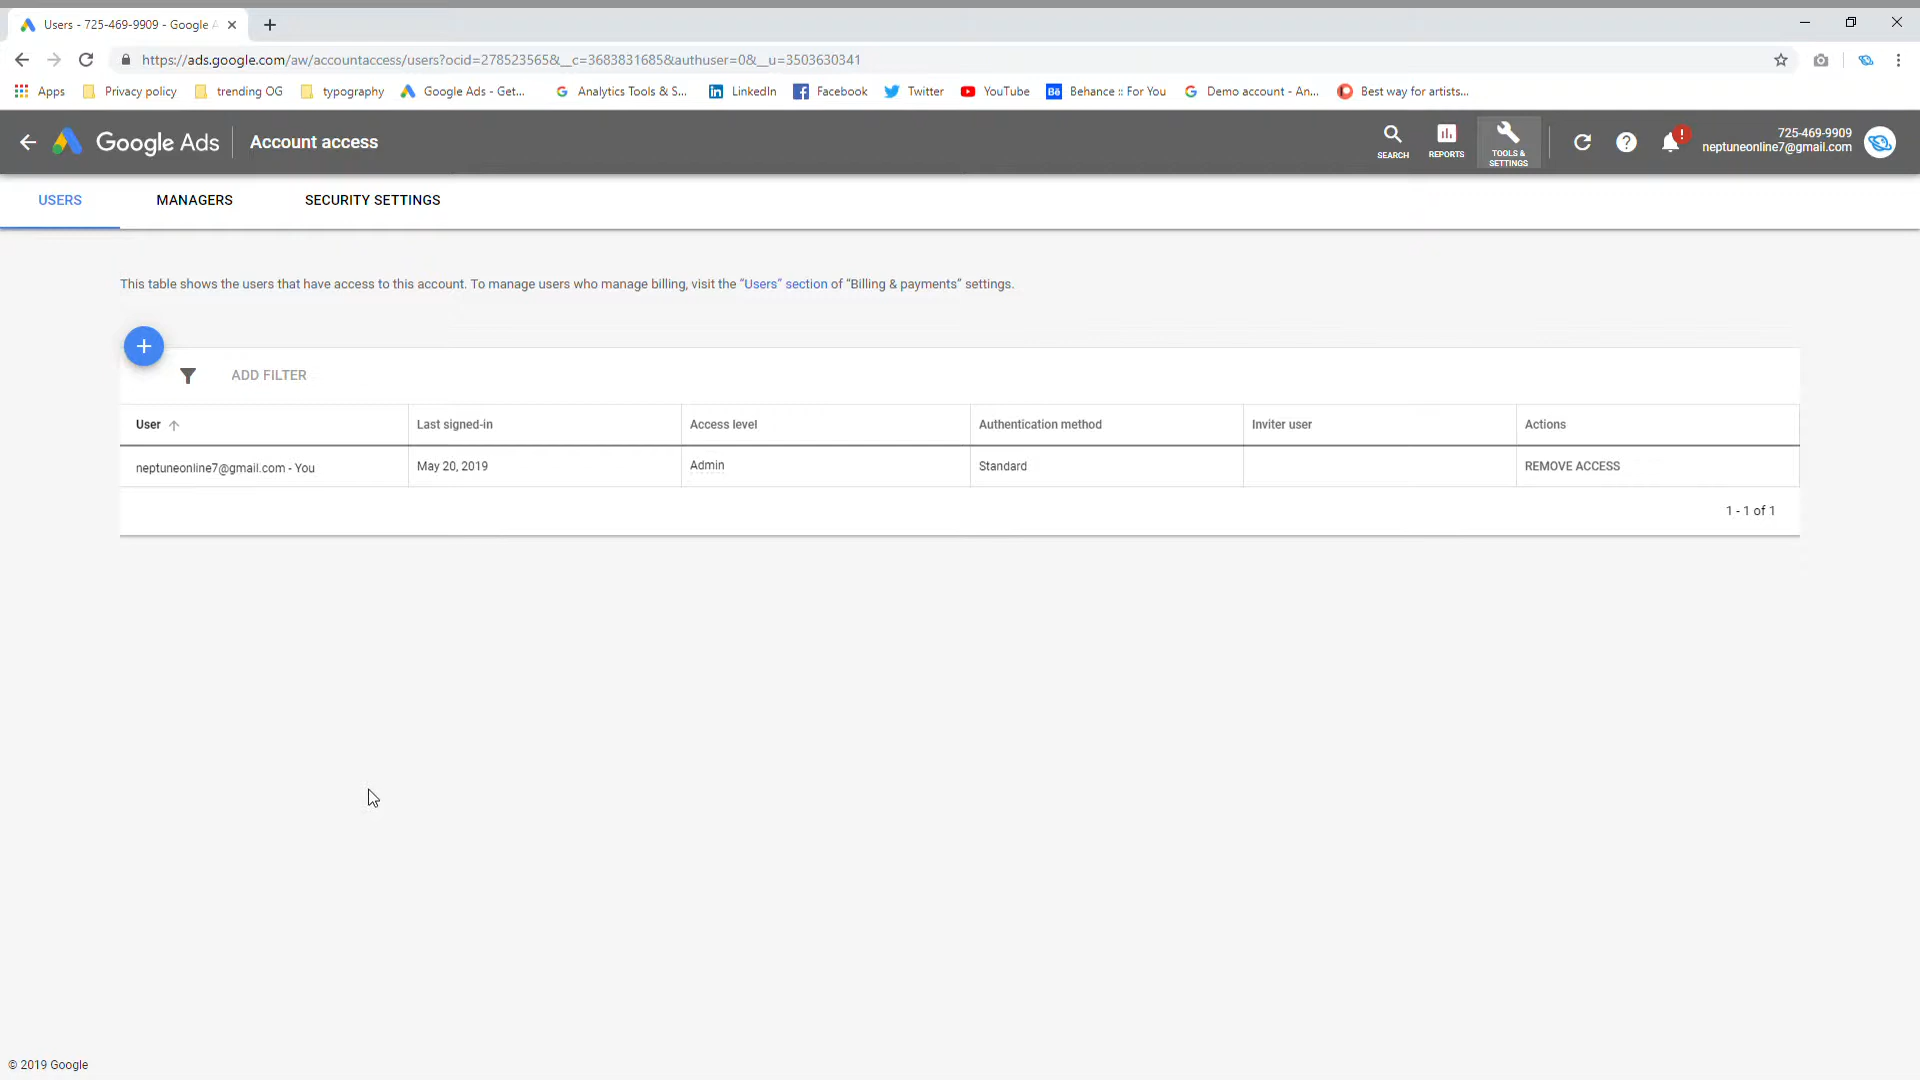 Users - 725-469-9909 - Google A
https://ads.google.com/aw/accountaccess/users?ocid=278523565&__c=3683831685&authuser=0&__u=3503630341
Apps Privacy policy trending OG typography Google Ads - Get... Analytics Tools & S... LinkedIn Facebook Twitter YouTube Behance :: For You Demo account - An... Best way for artists...
Google Ads Account access
SEARCH REPORTS TOOLS & SETTINGS
725-469-9909
neptuneonline7@gmail.com
USERS MANAGERS SECURITY SETTINGS
This table shows the users that have access to this account. To manage users who manage billing, visit the "Users" section of "Billing & payments" settings.
ADD FILTER
User Last signed-in Access level Authentication method Inviter user Actions
neptuneonline7@gmail.com - You May 20, 2019 Admin Standard REMOVE ACCESS
1 - 1 of 1
© 2019 Google